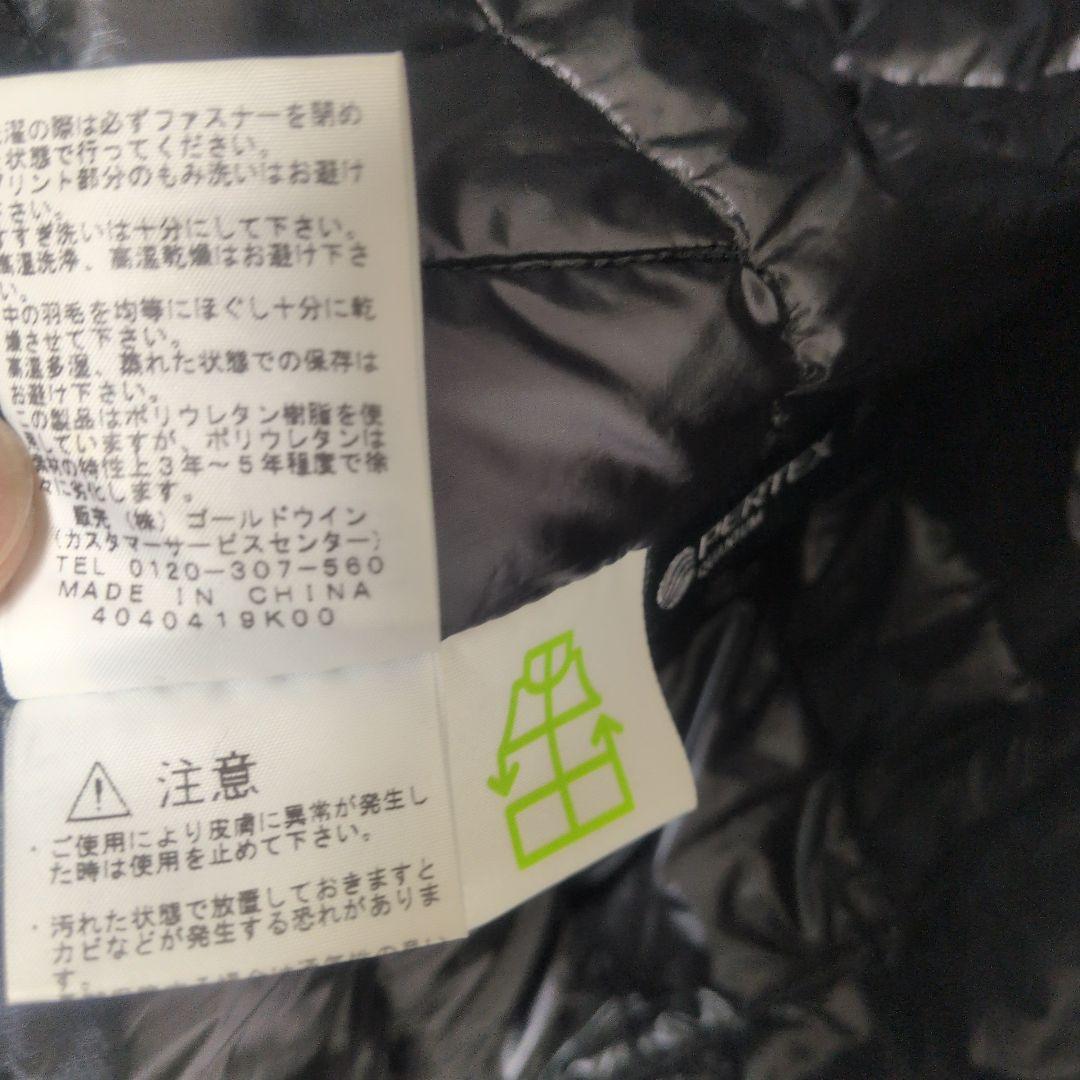 濯の際は必ずファスナーを閉め
状態で行ってください。
プリント部分のもみ洗いはお避け
下さい。
すすぎ洗いは十分にして下さい。
高温洗浄、高温乾燥はお避け下さ
い。
中の羽毛を均等にほぐし十分に乾
燥させて下さい。
高温多湿、蒸れた状態での保存は
お避け下さい。
この製品はポリウレタン樹脂を使
していますが、ポリウレタンは
の特性上3年～5年程度で徐
々に劣化します。
販売 (株) ゴールドウイン
(カスタマーサービスセンター)
TEL 0120-307-560
MADE IN CHINA
4040419K00
PERTEX
注意
・ご使用により皮膚に異常が発生し
た時は使用を止めて下さい。
・汚れた状態で放置しておきますと
カビなどが発生する恐れがありま
す。